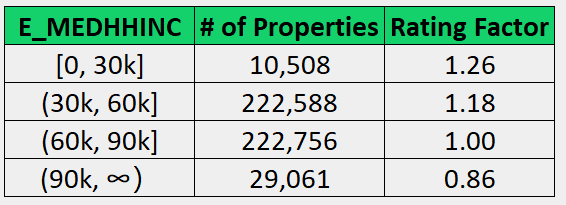 E_MEDHHINC # of Properties Rating Factor
[0, 30k] 10,508 1.26
(30k, 60k] 222,588 1.18
(60k, 90k] 222,756 1.00
(90k, ∞) 29,061 0.86